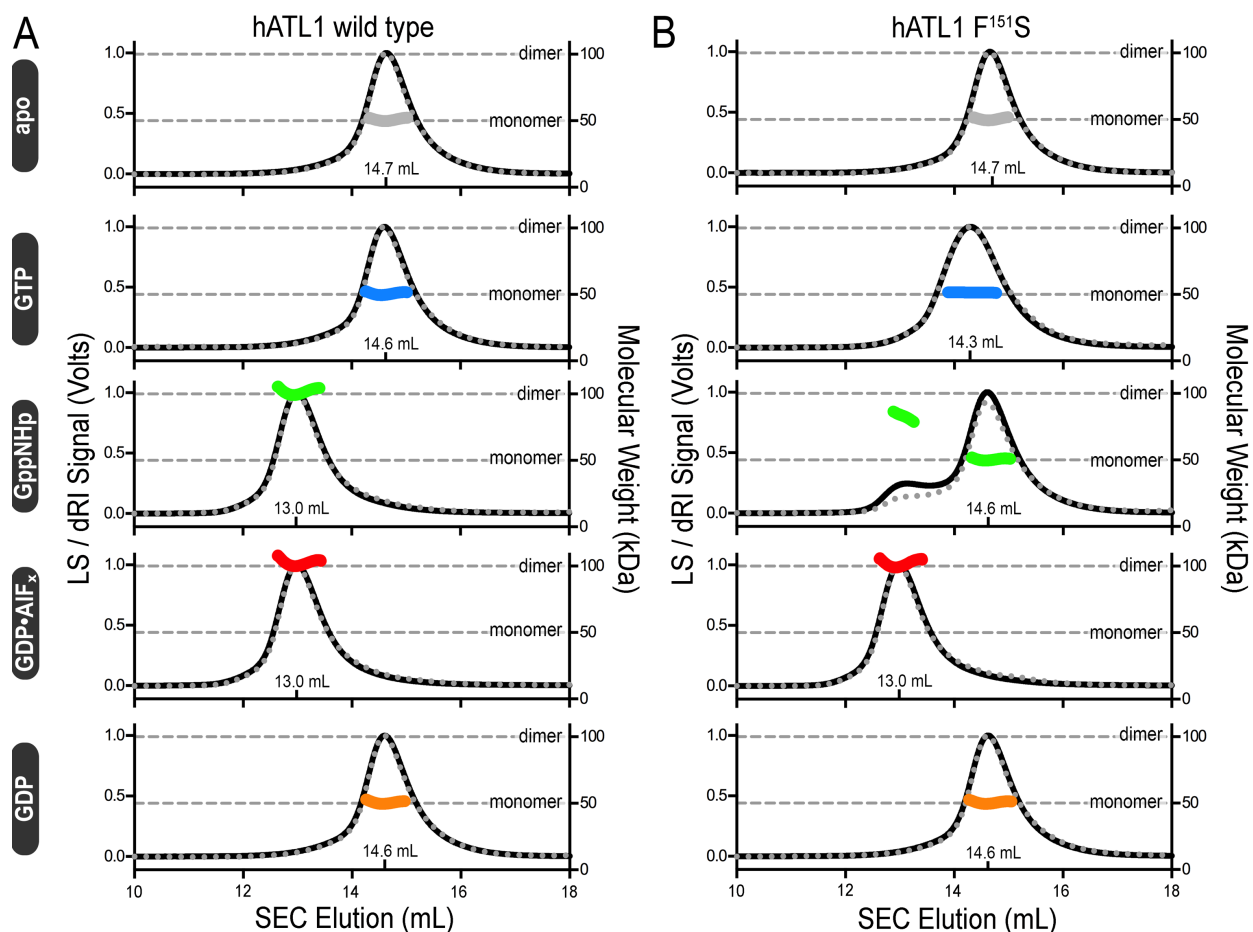 A
hATL1 wild type
B
hATL1 F151S
apo
1.0
0.5
0.0
dimer
monomer
14.7 mL
100
50
0
1.0
0.5
0.0
dimer
monomer
14.7 mL
100
50
0
GTP
1.0
0.5
0.0
dimer
monomer
14.6 mL
100
50
0
1.0
0.5
0.0
dimer
monomer
14.3 mL
100
50
0
GppNHp
1.0
0.5
0.0
dimer
monomer
13.0 mL
100
50
0
1.0
0.5
0.0
dimer
monomer
14.6 mL
100
50
0
GDP•AlFx
1.0
0.5
0.0
dimer
monomer
13.0 mL
100
50
0
1.0
0.5
0.0
dimer
monomer
13.0 mL
100
50
0
GDP
1.0
0.5
0.0
dimer
monomer
14.6 mL
100
50
0
1.0
0.5
0.0
dimer
monomer
14.6 mL
100
50
0
LS / dRI Signal (Volts)
Molecular Weight (kDa)
LS / dRI Signal (Volts)
Molecular Weight (kDa)
10 12 14 16 18
SEC Elution (mL)
10 12 14 16 18
SEC Elution (mL)